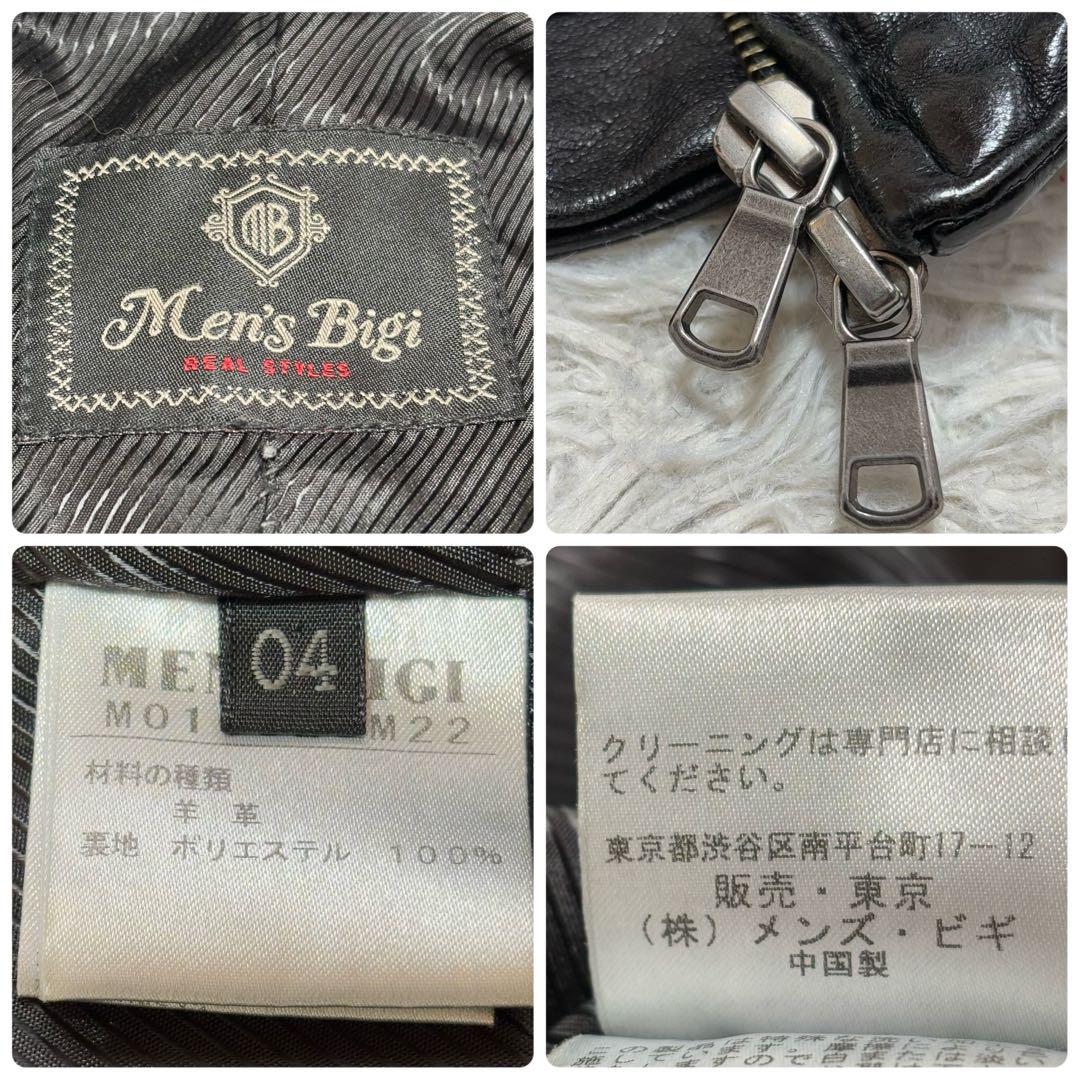 MB
Men's Bigi
REAL STYLES
04
MEN BIGI
M01 M22
材料の種類
羊 革
裏地 ポリエステル 100%
クリーニングは専門店に相談し
てください。
東京都渋谷区南平台町17-12
販売・東京
(株)メンズ・ビギ
中国製